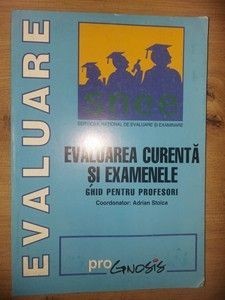 EVALUARE
snee
SERVICIUL NAȚIONAL DE EVALUARE ȘI EXAMINARE
EVALUAREA CURENTĂ
ȘI EXAMENELE
GHID PENTRU PROFESORI
Coordonator: Adrian Stoica
pro GNOSIS